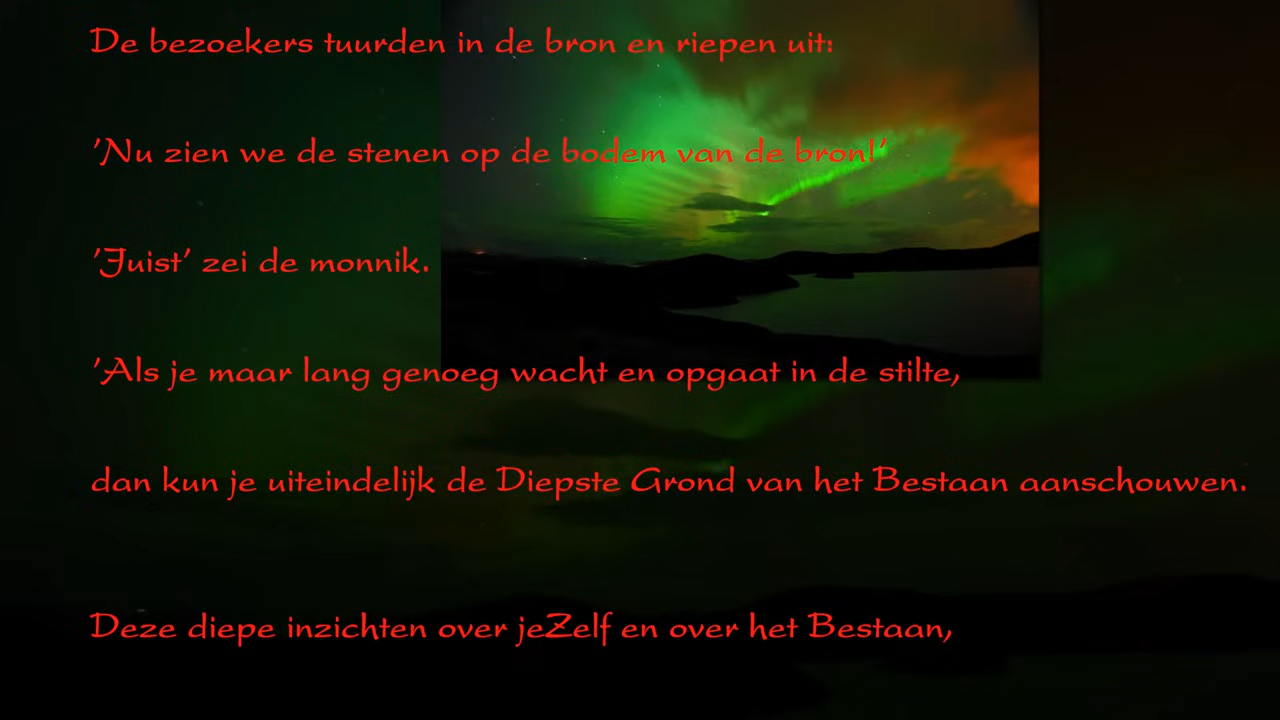 De bezoekers tuurden in de bron en riepen uit:
'Nu zien we de stenen op de bodem van de bron!'
'Juist' zei de monnik.
'Als je maar lang genoeg wacht en opgaat in de stilte,
dan kun je uiteindelijk de Diepste Grond van het Bestaan aanschouwen.
Deze diepe inzichten over jeZelf en over het Bestaan,